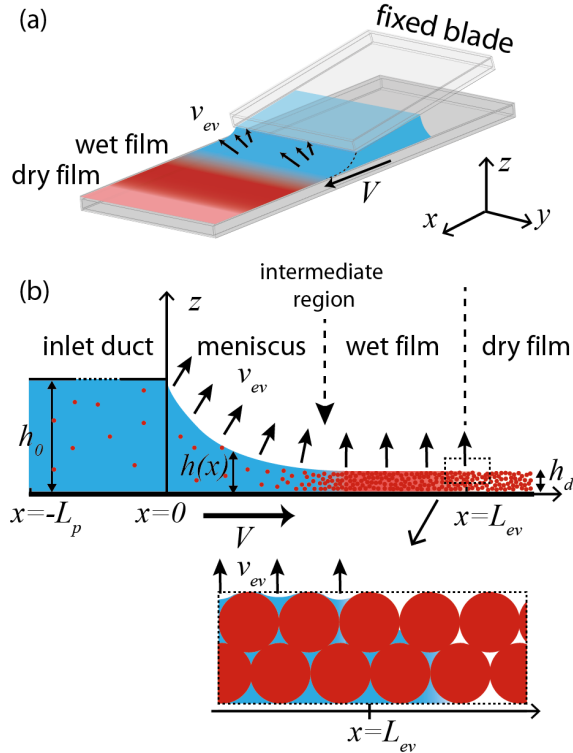 (a)
fixed blade
v_ev
wet film
dry film
V
z
x
y
(b)
intermediate
region
z
inlet duct
meniscus
wet film
dry film
v_ev
h_0
h(x)
h_d
x=-L_p
x=0
x=L_ev
V
v_ev
x=L_ev